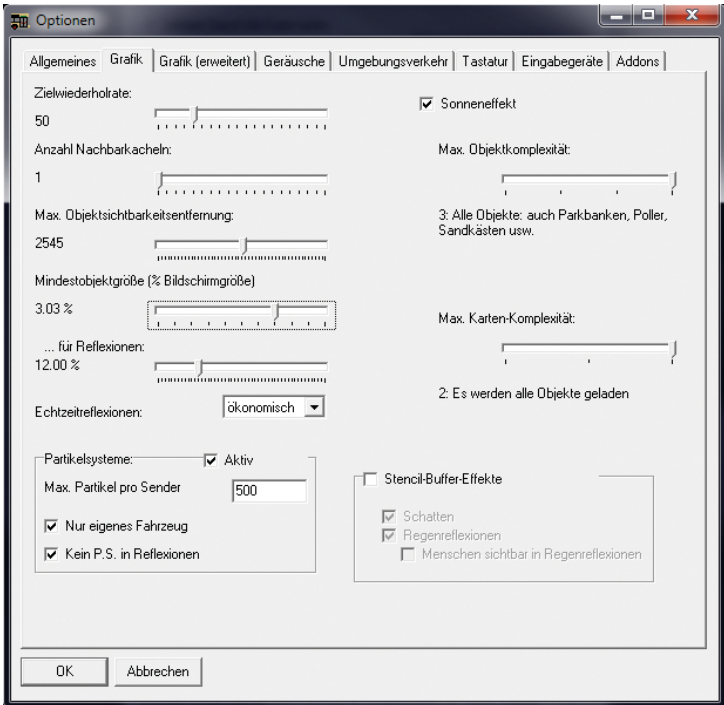 Optionen
Allgemeines Grafik Grafik (erweitert) Geräusche Umgebungsverkehr Tastatur Eingabegeräte Addons
Zielwiederholrate:
50
Anzahl Nachbarkacheln:
1
Max. Objektsichtbarkeitsentfernung:
2545
Mindestobjektgröße (% Bildschirmgröße)
3.03 %
... für Reflexionen:
12.00 %
Echtzeitreflexionen: ökonomisch
Partikelsysteme: Aktiv
Max. Partikel pro Sender 500
Nur eigenes Fahrzeug
Kein P.S. in Reflexionen
Sonneneffekt
Max. Objektkomplexität:
3: Alle Objekte: auch Parkbanken, Poller,
Sandkästen usw.
Max. Karten-Komplexität:
2: Es werden alle Objekte geladen
Stencil-Buffer-Effekte
Schatten
Regenreflexionen
Menschen sichtbar in Regenreflexionen
OK Abbrechen